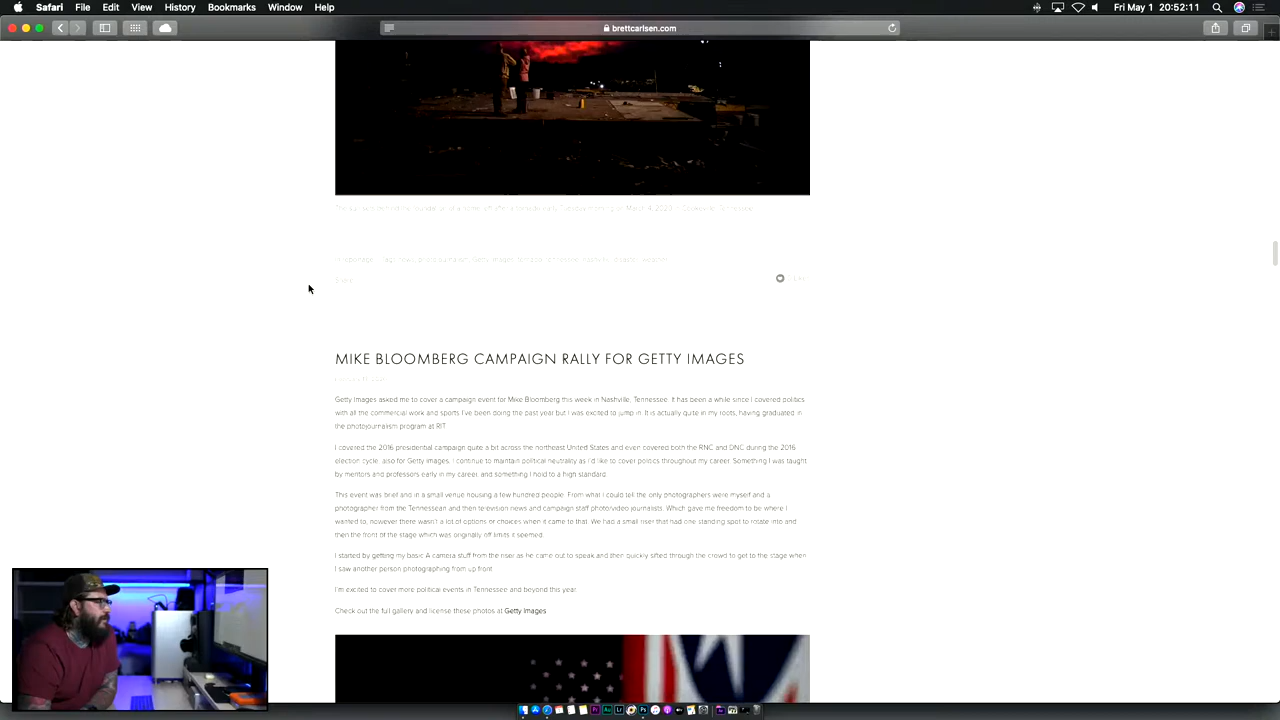 Safari File Edit View History Bookmarks Window Help
Fri May 1 20:52:11
brettcarlsen.com
March 4, 2020 in Cookeville, Tennessee
Share
MIKE BLOOMBERG CAMPAIGN RALLY FOR GETTY IMAGES
Getty Images asked me to cover a campaign event for Mike Bloomberg this week in Nashville, Tennessee. It has been a while since I covered politics
with all the commercial work and sports I've been doing the past year but I was excited to jump in. It is actually quite in my roots, having graduated in
the photojournalism program at RIT.
I covered the 2016 presidential campaign quite a bit across the northeast United States and even covered both the RNC and DNC during the 2016
election cycle, also for Getty Images. I continue to maintain political neutrality as I'd like to cover politics throughout my career. Something I was taught
by mentors and professors early in my career, and something I hold to a high standard.
This event was brief and in a small venue housing a few hundred people. From what I could tell the only photographers were myself and a
photographer from the Tennessean and then television news and campaign staff photo/video journalists. Which gave me freedom to be where I
wanted to, however there wasn't a lot of options or choices when it came to that. We had a small riser that had one standing spot to rotate into and
then the front of the stage which was originally off limits it seemed.
I started by getting my basic A camera stuff from the riser as he came out to speak and then quickly sifted through the crowd to get to the stage when
I saw another person photographing from up front.
I'm excited to cover more political events in Tennessee and beyond this year.
Check out the full gallery and license these photos at Getty Images